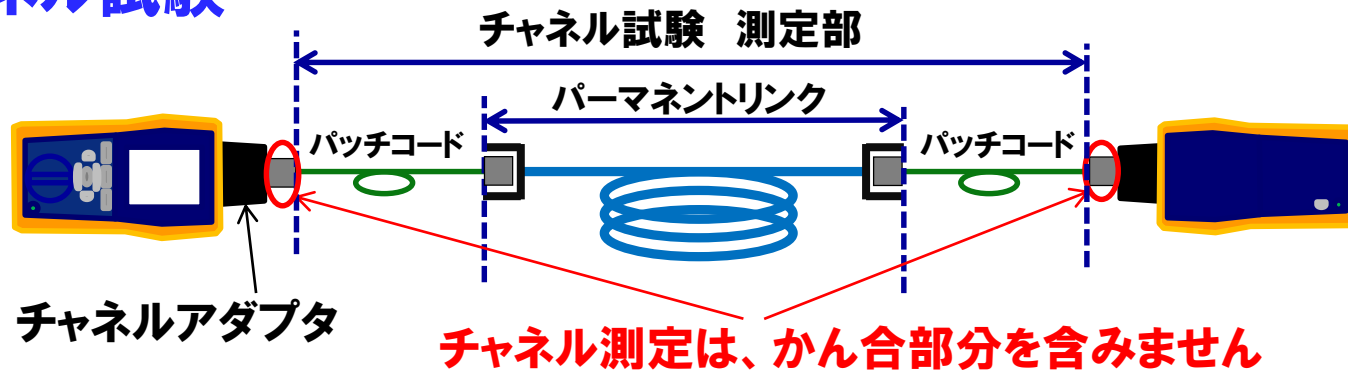 ネル試験
チャネル試験 測定部
パーマネントリンク
パッチコード
パッチコード
チャネルアダプタ
チャネル測定は、かん合部分を含みません